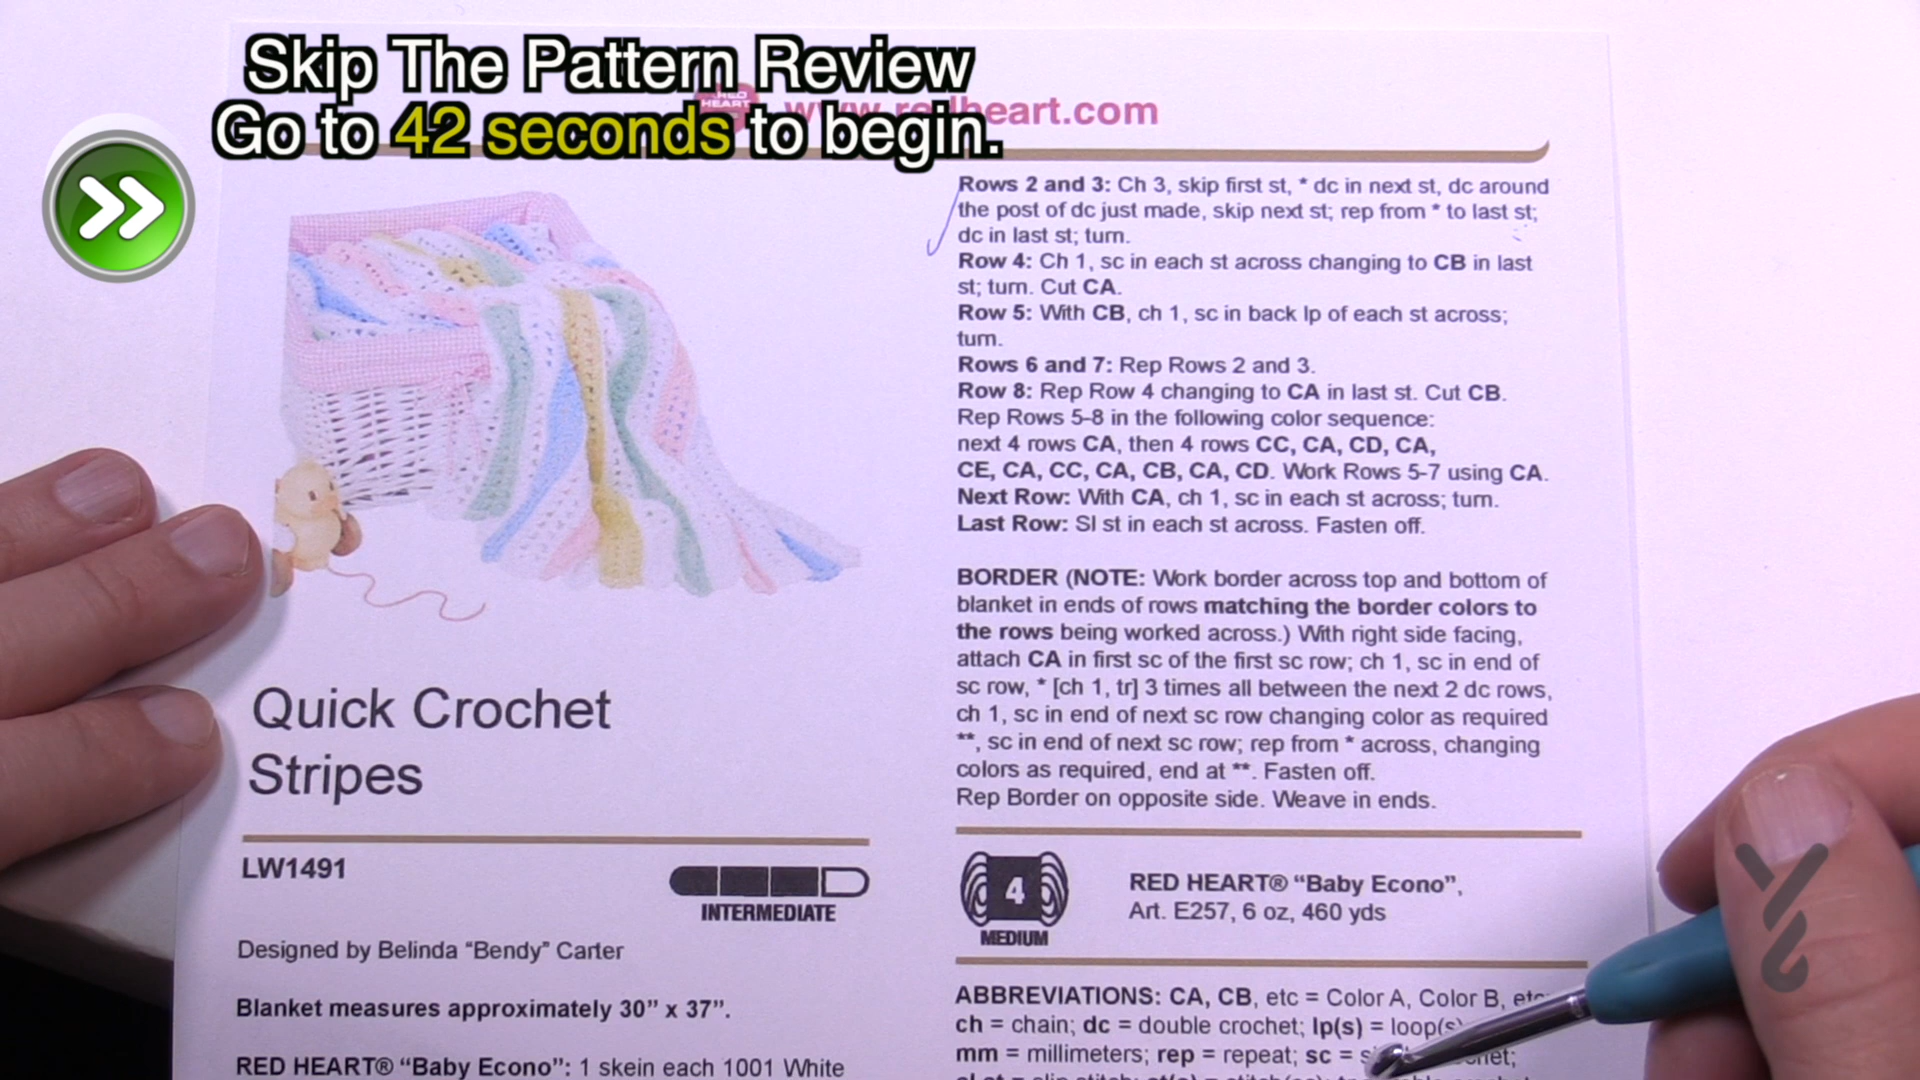 Skip The Pattern Review
Go to 42 seconds to begin.
RED
HEART
www.redheart.com
Quick Crochet
Stripes
LW1491
INTERMEDIATE
Designed by Belinda “Bendy” Carter
Blanket measures approximately 30” x 37”.
RED HEART® “Baby Econo”: 1 skein each 1001 White
Rows 2 and 3: Ch 3, skip first st, * dc in next st, dc around
the post of dc just made, skip next st; rep from * to last st;
dc in last st; turn.
Row 4: Ch 1, sc in each st across changing to CB in last
st; turn. Cut CA.
Row 5: With CB, ch 1, sc in back lp of each st across;
turn.
Rows 6 and 7: Rep Rows 2 and 3.
Row 8: Rep Row 4 changing to CA in last st. Cut CB.
Rep Rows 5-8 in the following color sequence:
next 4 rows CA, then 4 rows CC, CA, CD, CA,
CE, CA, CC, CA, CB, CA, CD. Work Rows 5-7 using CA.
Next Row: With CA, ch 1, sc in each st across; turn.
Last Row: Sl st in each st across. Fasten off.
BORDER (NOTE: Work border across top and bottom of
blanket in ends of rows matching the border colors to
the rows being worked across.) With right side facing,
attach CA in first sc of the first sc row; ch 1, sc in end of
sc row, * [ch 1, tr] 3 times all between the next 2 dc rows,
ch 1, sc in end of next sc row changing color as required
**, sc in end of next sc row; rep from * across, changing
colors as required, end at **. Fasten off.
Rep Border on opposite side. Weave in ends.
4
MEDIUM
RED HEART® “Baby Econo”,
Art. E257, 6 oz, 460 yds
ABBREVIATIONS: CA, CB, etc = Color A, Color B, etc
ch = chain; dc = double crochet; lp(s) = loop(s)
mm = millimeters; rep = repeat; sc =